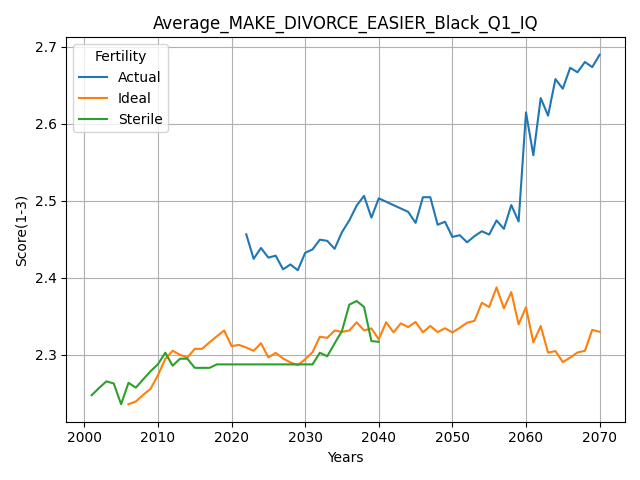 Average_MAKE_DIVORCE_EASIER_Black_Q1_IQ
Fertility
Actual
Ideal
Sterile
Score(1-3)
2.7
2.6
2.5
2.4
2.3
2000 2010 2020 2030 2040 2050 2060 2070
Years